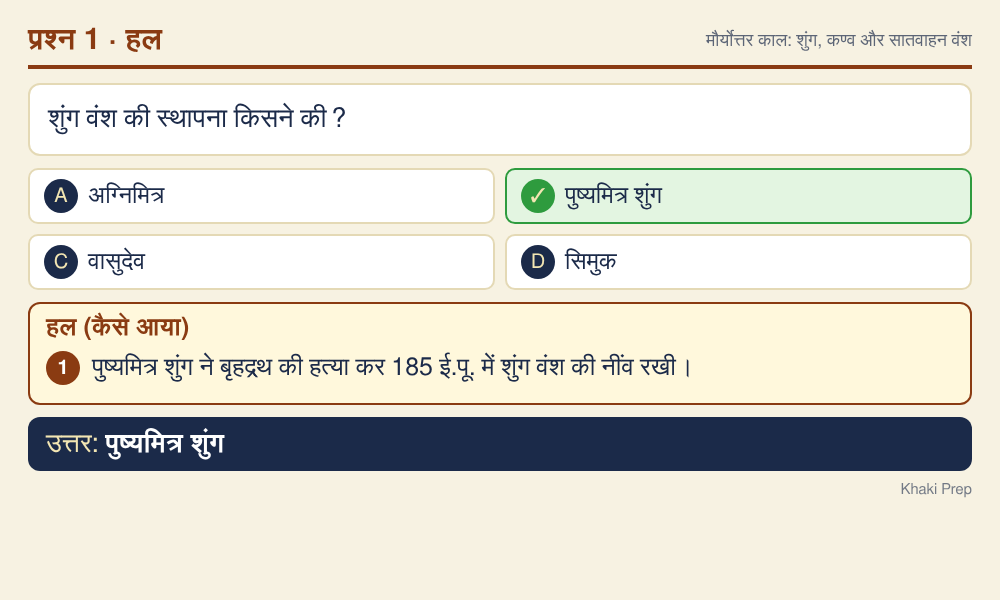 प्रश्न 1 · हल
मौर्योत्तर काल: शुंग, कण्व और सातवाहन वंश
शुंग वंश की स्थापना किसने की ?
A अग्निमित्र
✓ पुष्यमित्र शुंग
C वासुदेव
D सिमुक
हल (कैसे आया)
1 पुष्यमित्र शुंग ने बृहद्रथ की हत्या कर 185 ई.पू. में शुंग वंश की नींव रखी।
उत्तर: पुष्यमित्र शुंग
Khaki Prep